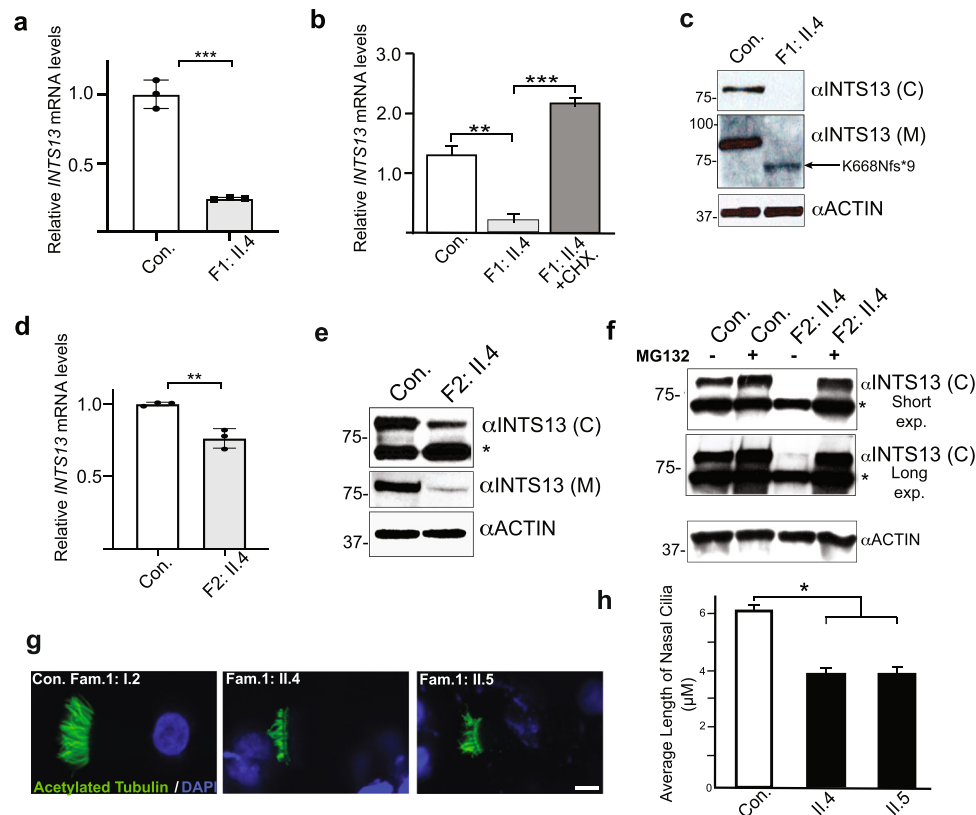 a
Relative INTS13 mRNA levels
1.0
0.5
***
Con.
F1: II.4
b
Relative INTS13 mRNA levels
3.0
2.0
1.0
**
***
Con.
F1: II.4
F1: II.4
+CHX.
c
Con.
F1: II.4
75-
αINTS13 (C)
100-
75-
αINTS13 (M)
K668Nfs*9
37-
αACTIN
d
Relative INTS13 mRNA levels
1.0
0.5
**
Con.
F2: II.4
e
Con.
F2: II.4
75-
αINTS13 (C)
*
75-
αINTS13 (M)
37-
αACTIN
f
Con.
Con.
F2: II.4
F2: II.4
MG132 - + - +
75-
αINTS13 (C)
* Short
exp.
75-
αINTS13 (C)
* Long
exp.
37-
αACTIN
g
Con. Fam.1: I.2
Fam.1: II.4
Fam.1: II.5
Acetylated Tubulin / DAPI
h
Average Length of Nasal Cilia
(μM)
6
4
2
0
*
Con.
II.4
II.5